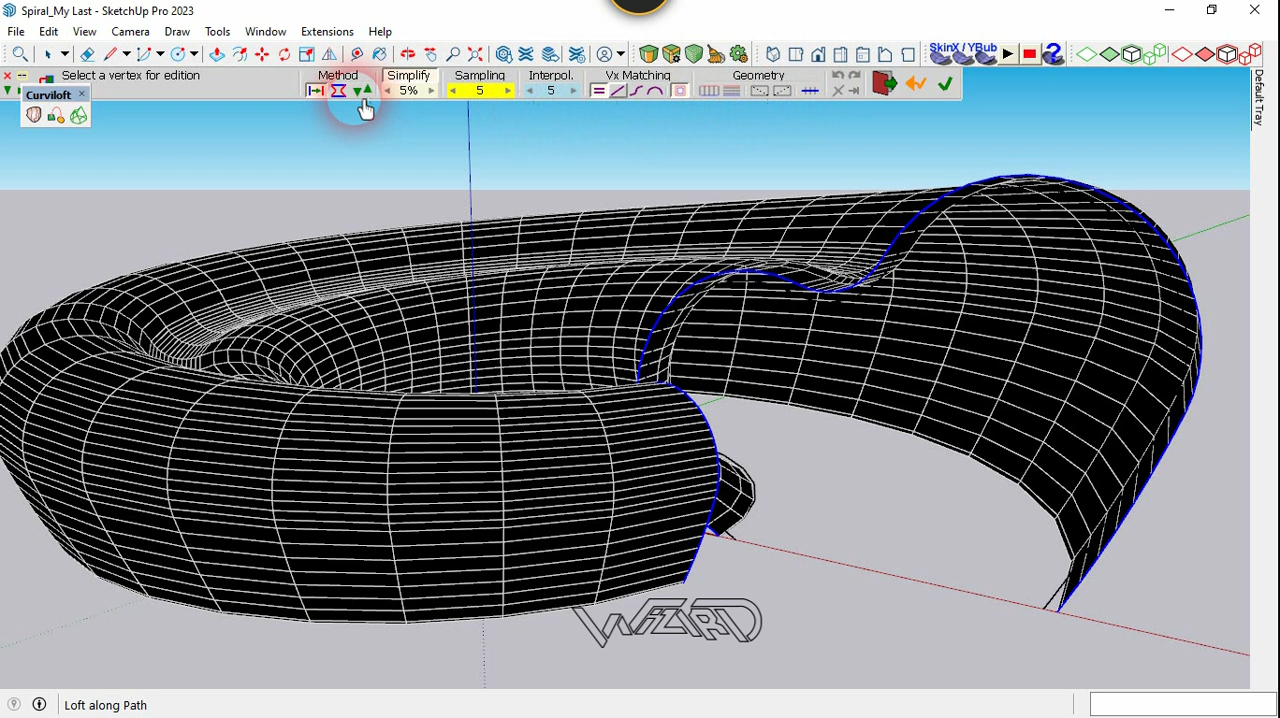 Spiral_My Last - SketchUp Pro 2023
File Edit View Camera Draw Tools Window Extensions Help
SkinX / YBub
Select a vertex for edition
Method Simplify Sampling Interpol. Vx Matching Geometry
5% 5 5
Curviloft
Default Tray
WIZARD
Loft along Path